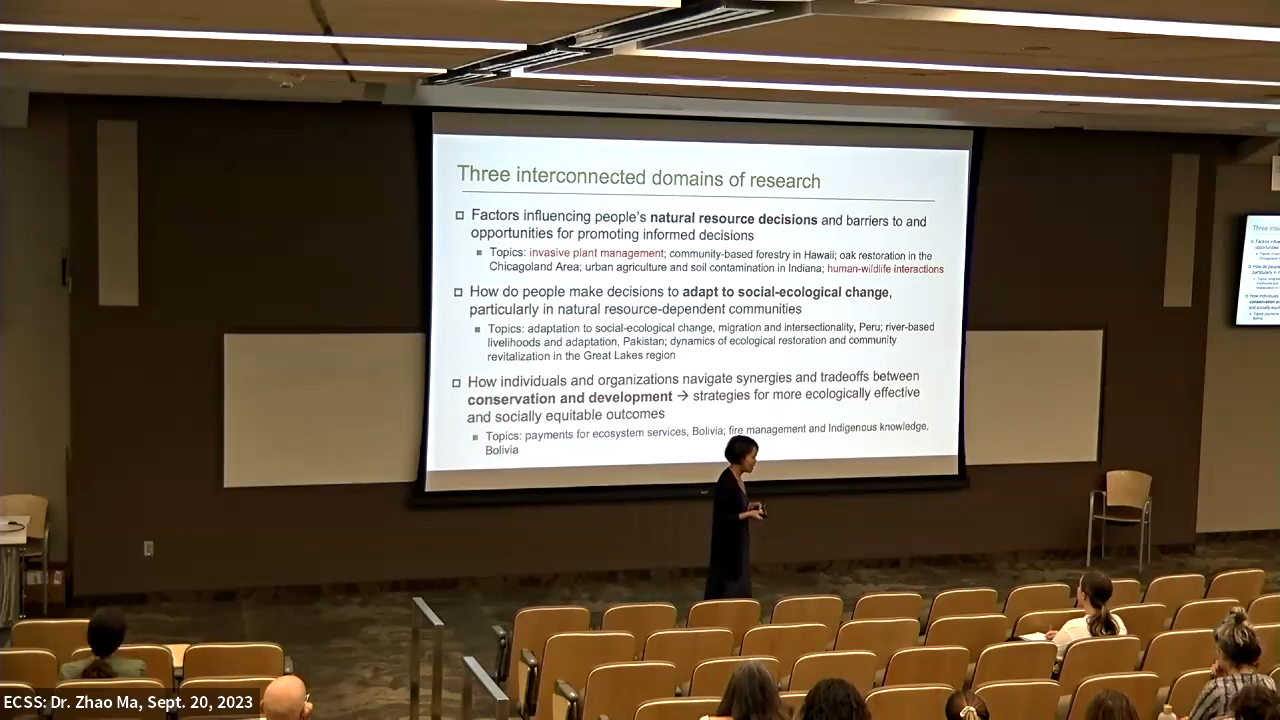 Three interconnected domains of research
Factors influencing people's natural resource decisions and barriers to and
opportunities for promoting informed decisions
Topics: invasive plant management; community-based forestry in Hawaii; oak restoration in the
Chicagoland Area; urban agriculture and soil contamination in Indiana; human-wildlife interactions
How do people make decisions to adapt to social-ecological change,
particularly in natural resource-dependent communities
Topics: adaptation to social-ecological change, migration and intersectionality, Peru; river-based
livelihoods and adaptation, Pakistan; dynamics of ecological restoration and community
revitalization in the Great Lakes region
How individuals and organizations navigate synergies and tradeoffs between
conservation and development → strategies for more ecologically effective
and socially equitable outcomes
Topics: payments for ecosystem services, Bolivia; fire management and Indigenous knowledge,
Bolivia
Three inte
ECSS: Dr. Zhao Ma, Sept. 20, 2023